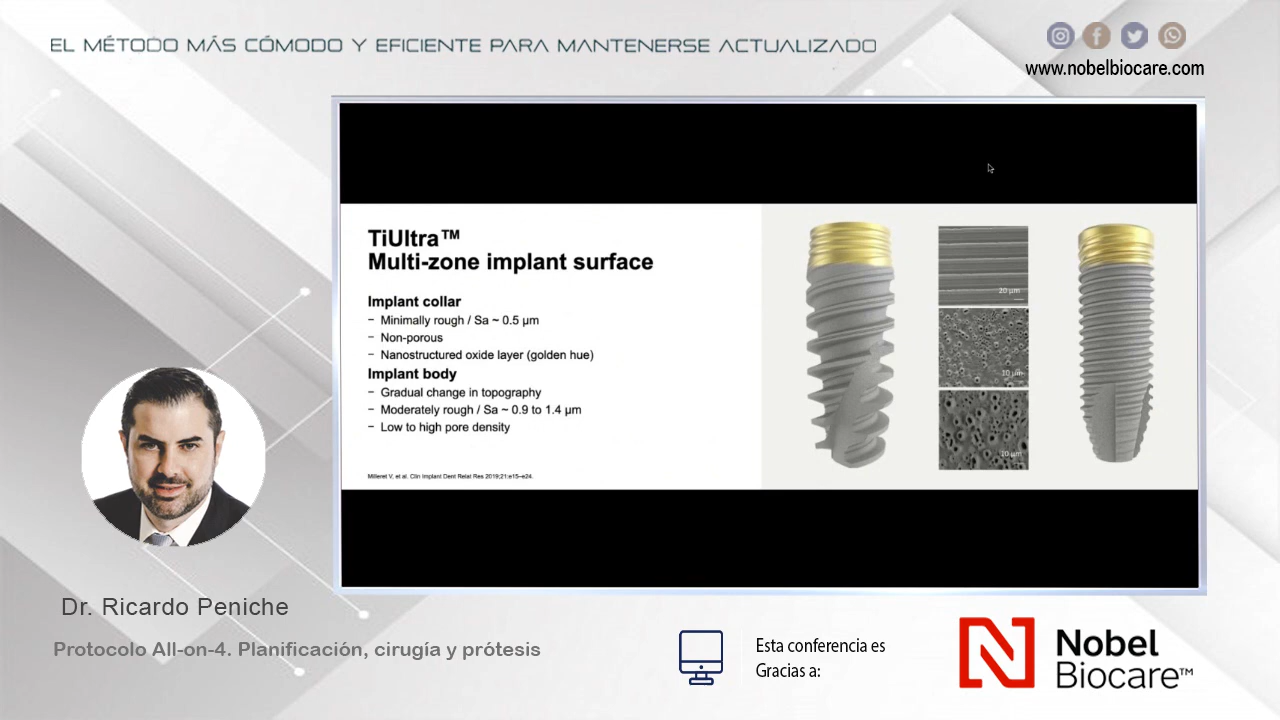 EL MÉTODO MÁS CÓMODO Y EFICIENTE PARA MANTENERSE ACTUALIZADO
www.nobelbiocare.com
TiUltra™
Multi-zone implant surface
Implant collar
– Minimally rough / Sa ~ 0.5 µm
– Non-porous
– Nanostructured oxide layer (golden hue)
Implant body
– Gradual change in topography
– Moderately rough / Sa ~ 0.9 to 1.4 µm
– Low to high pore density
Milleret V, et al. Clin Implant Dent Relat Res 2019;21:e15–e24.
20 µm
10 µm
10 µm
Dr. Ricardo Peniche
Protocolo All-on-4. Planificación, cirugía y prótesis
Esta conferencia es
Gracias a:
Nobel
Biocare™